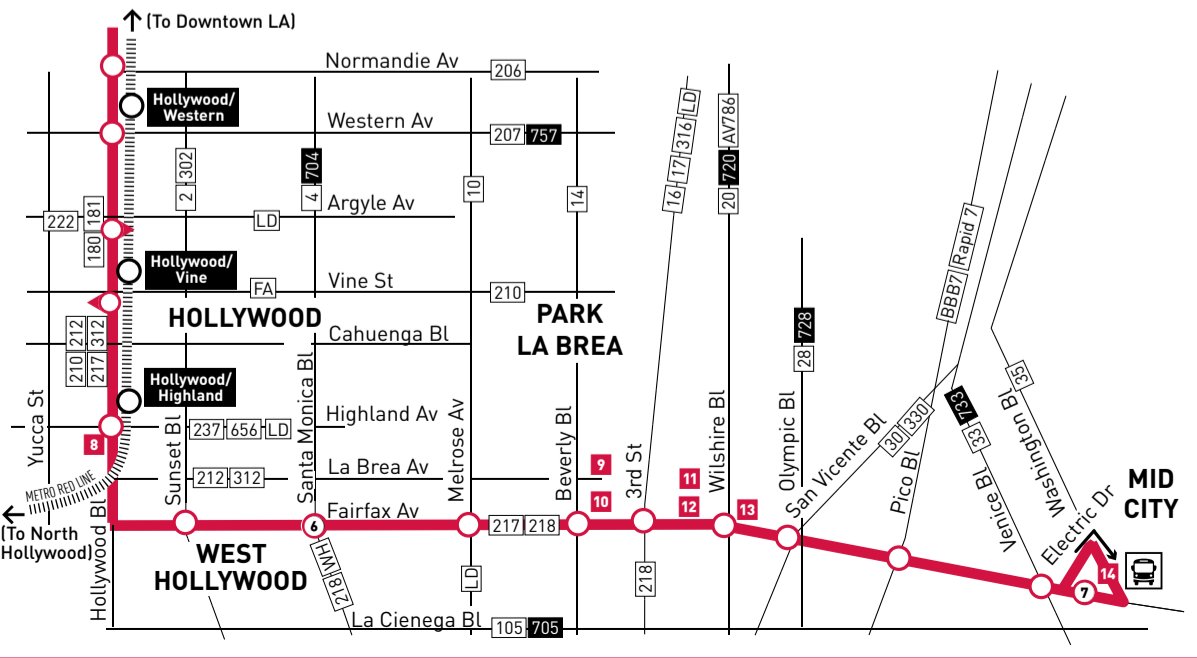 (To Downtown LA)
Normandie Av
206
Hollywood/
Western
Western Av
207 757
2 302
4 704
10
14
16 17 316 LD
20 720 AV786
Argyle Av
LD
222
180 181
Hollywood/
Vine
Vine St
FA
210
HOLLYWOOD
PARK
LA BREA
Cahuenga Bl
210 212
217 312
28 728
BBB7 Rapid 7
Hollywood/
Highland
Highland Av
237 656 LD
8
Yucca St
Sunset Bl
Santa Monica Bl
Melrose Av
Beverly Bl
3rd St
Wilshire Bl
Olympic Bl
San Vicente Bl
30 330
Pico Bl
33 733
Venice Bl
35
Washington Bl
Electric Dr
MID
CITY
La Brea Av
212 312
9
10
11
12
13
METRO RED LINE
(To North
Hollywood)
Hollywood Bl
Fairfax Av
6
217 218
WEST
HOLLYWOOD
218 WH
LD
218
7
14
La Cienega Bl
105 705